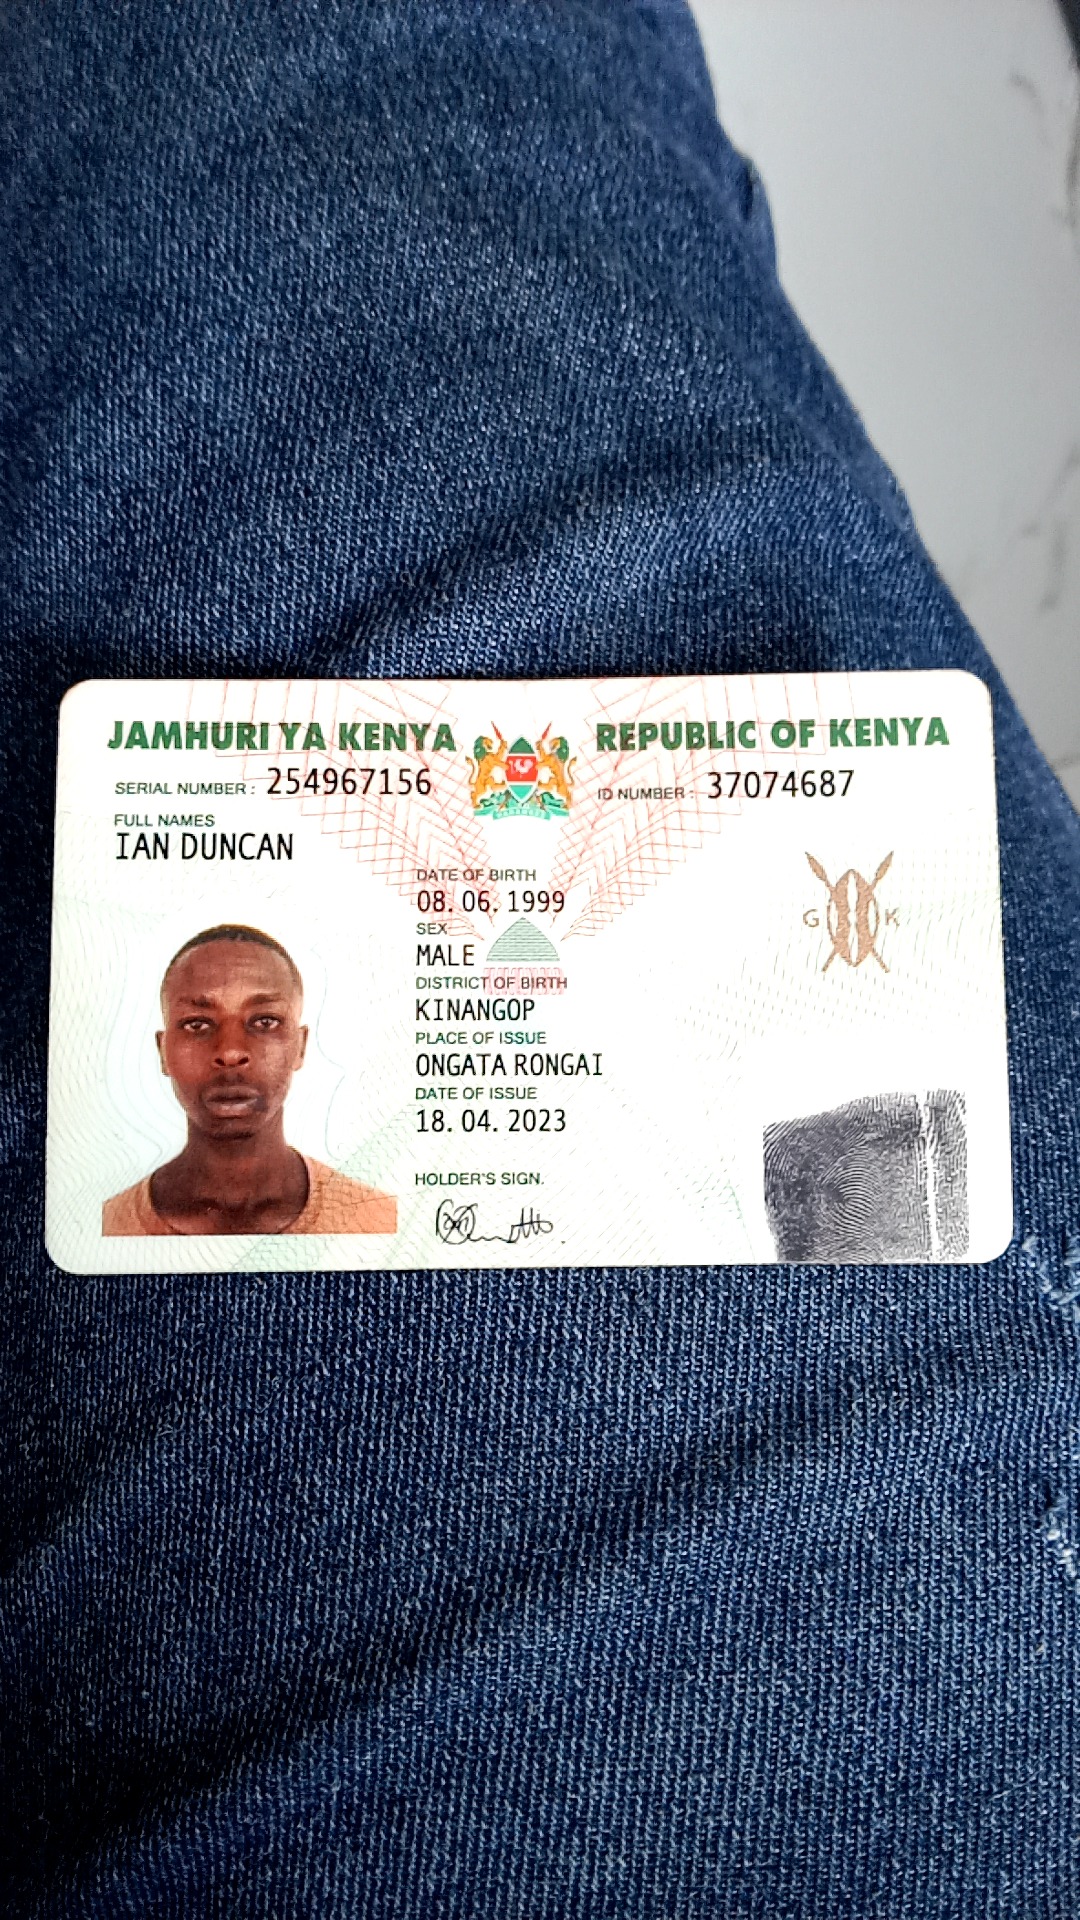 JAMHURI YA KENYA REPUBLIC OF KENYA
SERIAL NUMBER : 254967156 ID NUMBER : 37074687
FULL NAMES
IAN DUNCAN
DATE OF BIRTH
08. 06. 1999
SEX
MALE
DISTRICT OF BIRTH
KINANGOP
PLACE OF ISSUE
ONGATA RONGAI
DATE OF ISSUE
18. 04. 2023
HOLDER'S SIGN.
G K